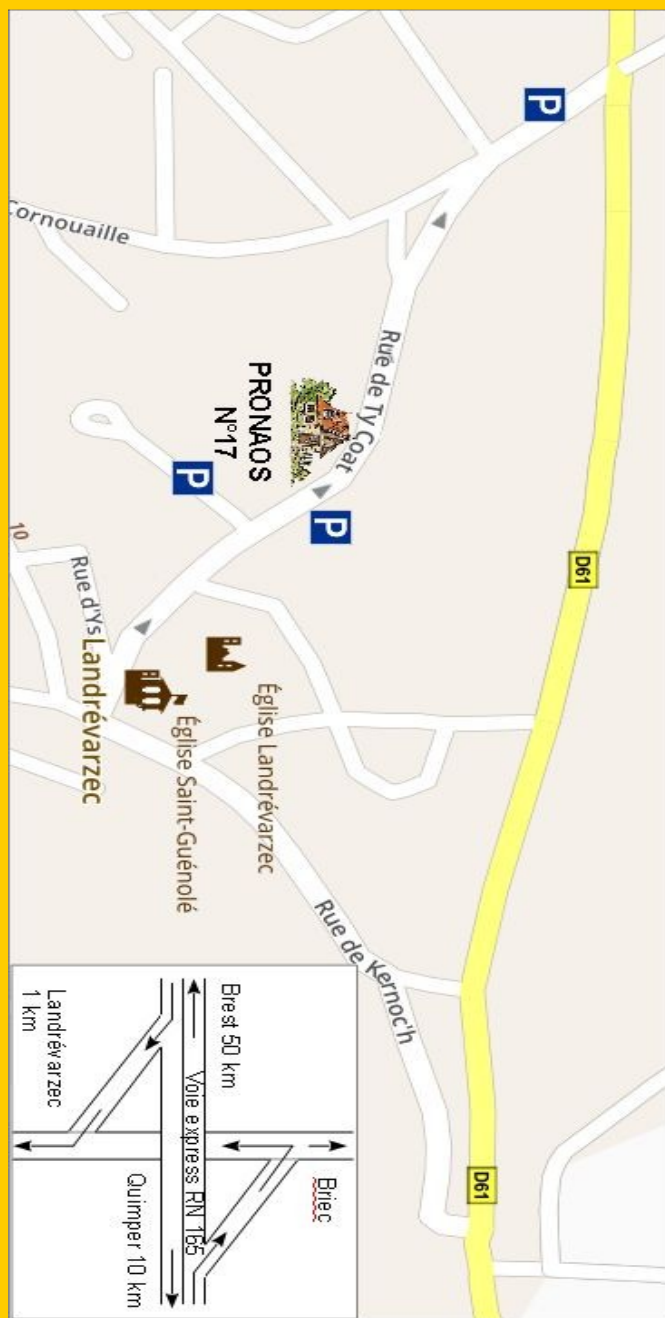 P
Cornouaille
Rue de Ty Coat
PRONAOS
N°17
P
P
D61
10
Rue d'Ys
Landrévarzec
Église Landrévarzec
Église Saint-Guénolé
Rue de Kernoc'h
D61
Brest 50 km
Briec
Voie express RN 165
Landrévarzec
1 km
Quimper 10 km